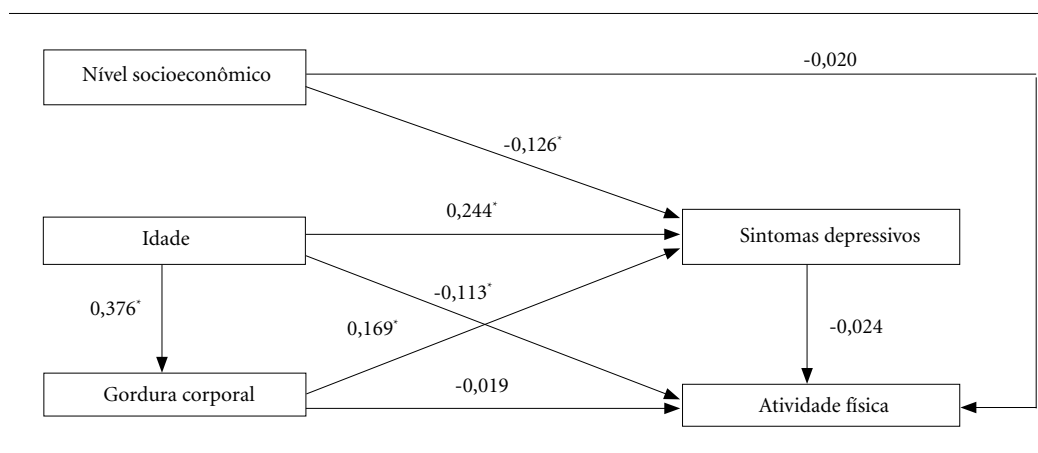 Nível socioeconômico
-0,020
-0,126*
0,244*
Idade
Sintomas depressivos
0,376*
-0,113*
0,169*
-0,024
Gordura corporal
-0,019
Atividade física